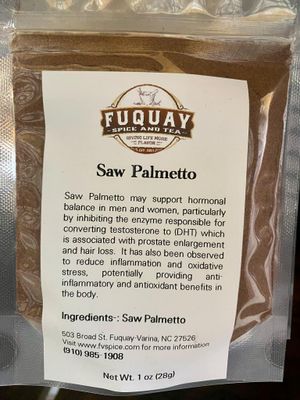 FUQUAY
SPICE AND TEA
GIVING LIFE MORE
FLAVOR
Saw Palmetto
Saw Palmetto may support hormonal
balance in men and women, particularly
by inhibiting the enzyme responsible for
converting testosterone to (DHT) which
is associated with prostate enlargement
and hair loss. It has also been observed
to reduce inflammation and oxidative
stress, potentially providing anti-
inflammatory and antioxidant benefits in
the body.
Ingredients-: Saw Palmetto
503 Broad St. Fuquay-Varina, NC 27526
Visit www.fvspice.com for more information
(910) 985-1908
Net Wt. 1 oz (28g)